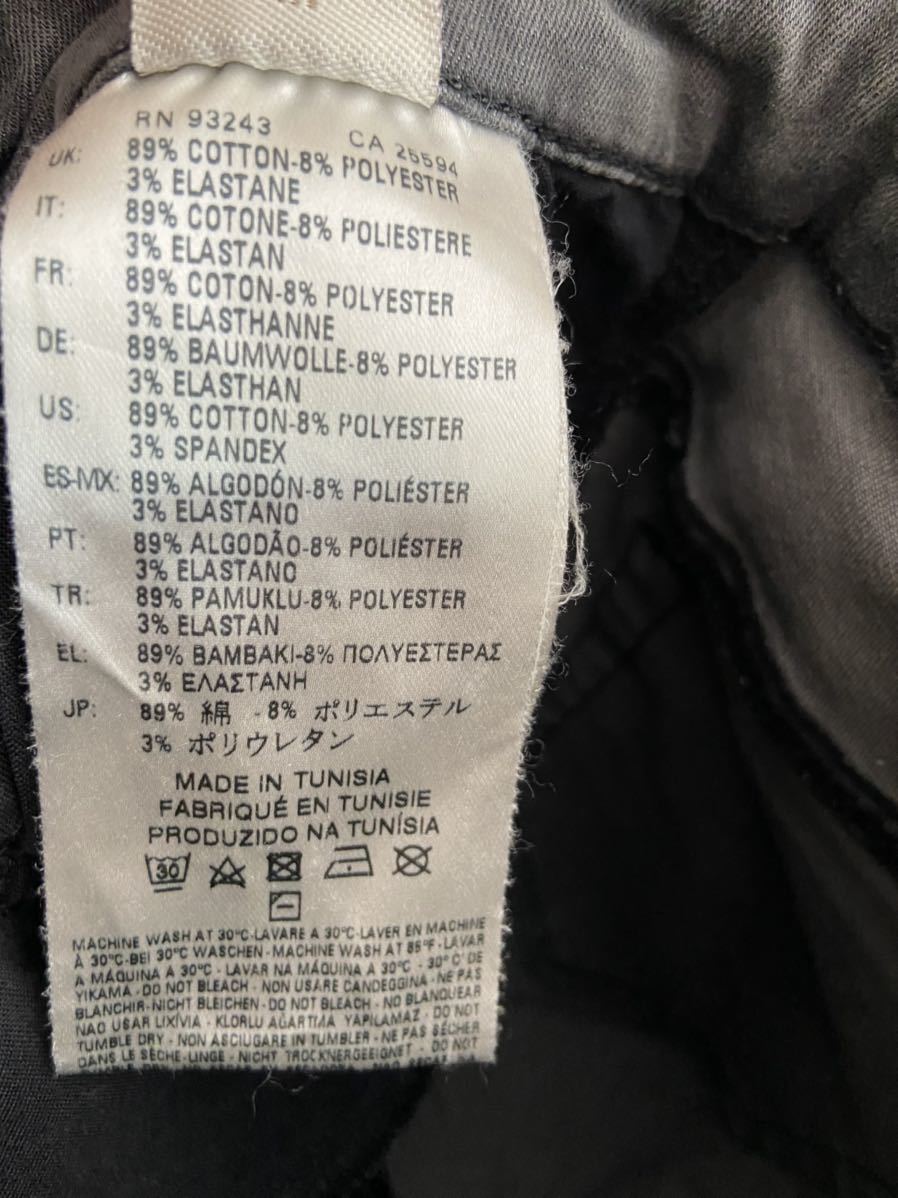 RN 93243 CA 25594
UK: 89% COTTON-8% POLYESTER
3% ELASTANE
IT: 89% COTONE-8% POLIESTERE
3% ELASTAN
FR: 89% COTON-8% POLYESTER
3% ELASTHANNE
DE: 89% BAUMWOLLE-8% POLYESTER
3% ELASTHAN
US: 89% COTTON-8% POLYESTER
3% SPANDEX
ES-MX: 89% ALGODÓN-8% POLIÉSTER
3% ELASTANO
PT: 89% ALGODÃO-8% POLIÉSTER
3% ELASTANO
TR: 89% PAMUKLU-8% POLYESTER
3% ELASTAN
EL: 89% BAMBAKI-8% ΠΟΛΥΕΣΤΕΡΑΣ
3% ΕΛΑΣΤΑΝΗ
JP: 89% 綿 -8% ポリエステル
3% ポリウレタン
MADE IN TUNISIA
FABRIQUÉ EN TUNISIE
PRODUZIDO NA TUNÍSIA
30
MACHINE WASH AT 30°C-LAVARE A 30°C-LAVER EN MACHINE
À 30°C-BEI 30°C WASCHEN-MACHINE WASH AT 85°F-LAVAR
A MÁQUINA A 30°C - LAVAR NA MÁQUINA A 30°C - 30°C'DE
YIKAMA-DO NOT BLEACH - NON USARE CANDEGGINA-NE PAS
BLANCHIR-NICHT BLEICHEN-DO NOT BLEACH - NO BLANQUEAR
NAO USAR LIXÍVIA - KLORLU AĞARTMA YAPILAMAZ - DO NOT
TUMBLE DRY - NON ASCIUGARE IN TUMBLER - NE PAS SÉCHER
DANS LE SÈCHE-LINGE - NICHT TROCKNERGEEIGNET - DO NOT